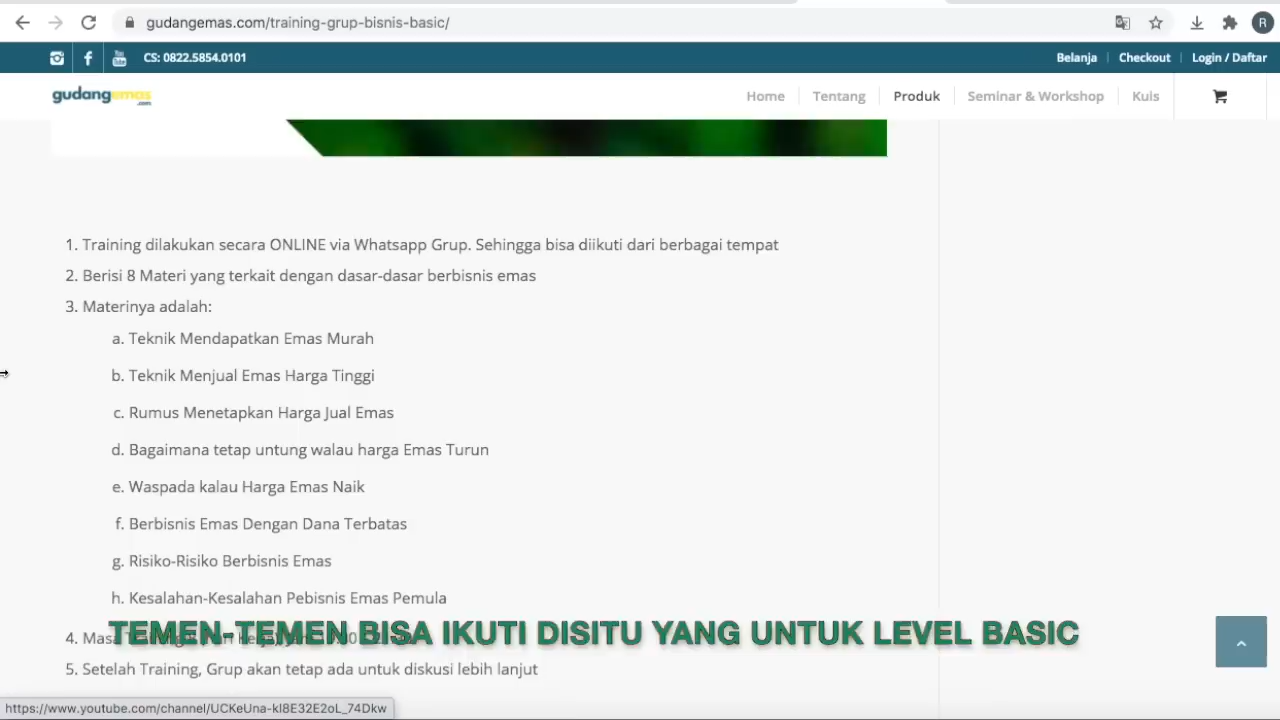 gudangemas.com/training-grup-bisnis-basic/
R
CS: 0822.5854.0101
Belanja
Checkout
Login / Daftar
gudangemas
.com
Home
Tentang
Produk
Seminar & Workshop
Kuis
1. Training dilakukan secara ONLINE via Whatsapp Grup. Sehingga bisa diikuti dari berbagai tempat
2. Berisi 8 Materi yang terkait dengan dasar-dasar berbisnis emas
3. Materinya adalah:
a. Teknik Mendapatkan Emas Murah
b. Teknik Menjual Emas Harga Tinggi
c. Rumus Menetapkan Harga Jual Emas
d. Bagaimana tetap untung walau harga Emas Turun
e. Waspada kalau Harga Emas Naik
f. Berbisnis Emas Dengan Dana Terbatas
g. Risiko-Risiko Berbisnis Emas
h. Kesalahan-Kesalahan Pebisnis Emas Pemula
4.
TEMEN-TEMEN BISA IKUTI DISITU YANG UNTUK LEVEL BASIC
5. Setelah Training, Grup akan tetap ada untuk diskusi lebih lanjut
https://www.youtube.com/channel/UCKeUna-kI8E32E2oL_74Dkw